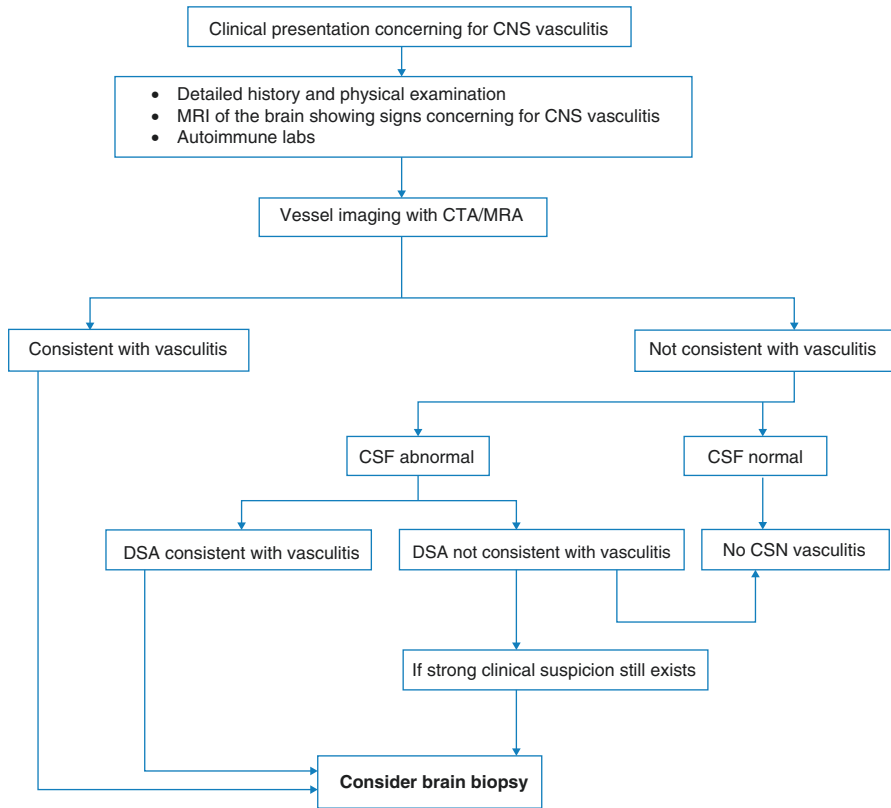 Clinical presentation concerning for CNS vasculitis
• Detailed history and physical examination
• MRI of the brain showing signs concerning for CNS vasculitis
• Autoimmune labs
Vessel imaging with CTA/MRA
Consistent with vasculitis
Not consistent with vasculitis
CSF abnormal
CSF normal
DSA consistent with vasculitis
DSA not consistent with vasculitis
No CSN vasculitis
If strong clinical suspicion still exists
Consider brain biopsy